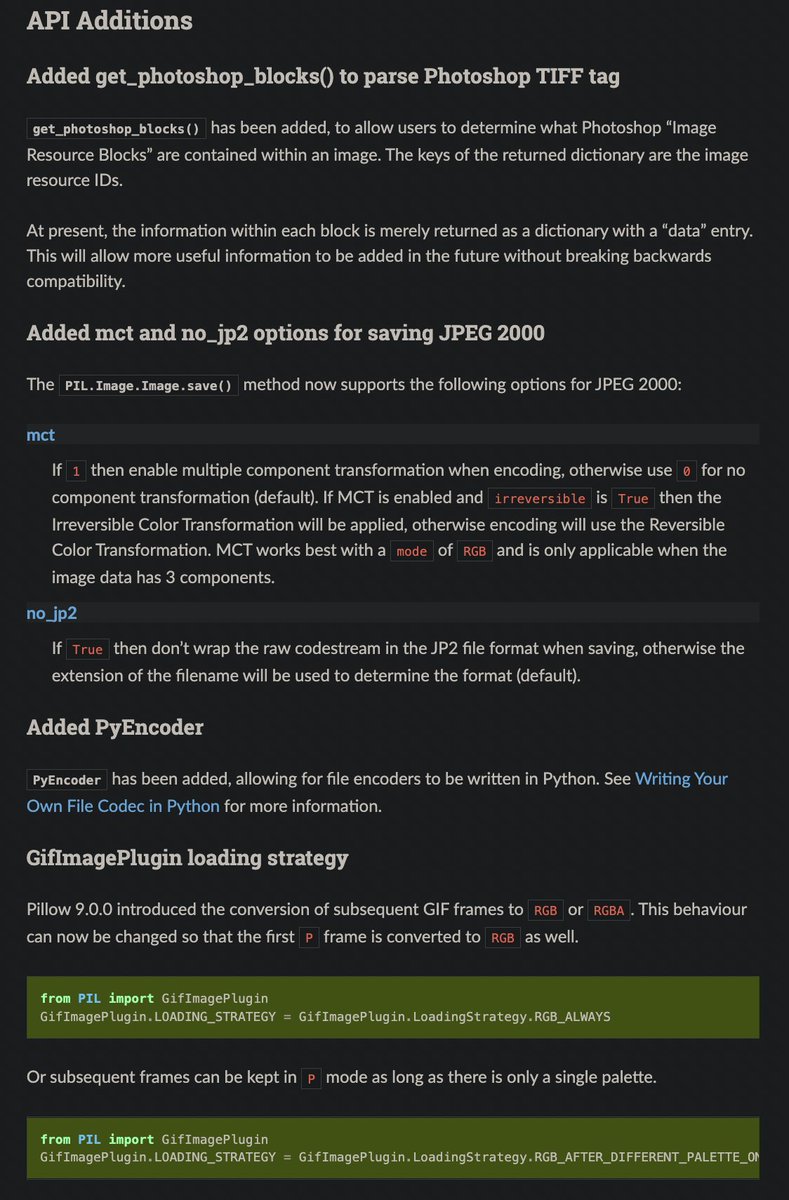 API Additions
Added get_photoshop_blocks() to parse Photoshop TIFF tag
get_photoshop_blocks() has been added, to allow users to determine what Photoshop “Image
Resource Blocks” are contained within an image. The keys of the returned dictionary are the image
resource IDs.
At present, the information within each block is merely returned as a dictionary with a “data” entry.
This will allow more useful information to be added in the future without breaking backwards
compatibility.
Added mct and no_jp2 options for saving JPEG 2000
The PIL.Image.Image.save() method now supports the following options for JPEG 2000:
mct
If 1 then enable multiple component transformation when encoding, otherwise use 0 for no
component transformation (default). If MCT is enabled and irreversible is True then the
Irreversible Color Transformation will be applied, otherwise encoding will use the Reversible
Color Transformation. MCT works best with a mode of RGB and is only applicable when the
image data has 3 components.
no_jp2
If True then don’t wrap the raw codestream in the JP2 file format when saving, otherwise the
extension of the filename will be used to determine the format (default).
Added PyEncoder
PyEncoder has been added, allowing for file encoders to be written in Python. See Writing Your
Own File Codec in Python for more information.
GifImagePlugin loading strategy
Pillow 9.0.0 introduced the conversion of subsequent GIF frames to RGB or RGBA. This behaviour
can now be changed so that the first P frame is converted to RGB as well.
from PIL import GifImagePlugin
GifImagePlugin.LOADING_STRATEGY = GifImagePlugin.LoadingStrategy.RGB_ALWAYS
Or subsequent frames can be kept in P mode as long as there is only a single palette.
from PIL import GifImagePlugin
GifImagePlugin.LOADING_STRATEGY = GifImagePlugin.LoadingStrategy.RGB_AFTER_DIFFERENT_PALETTE_ON